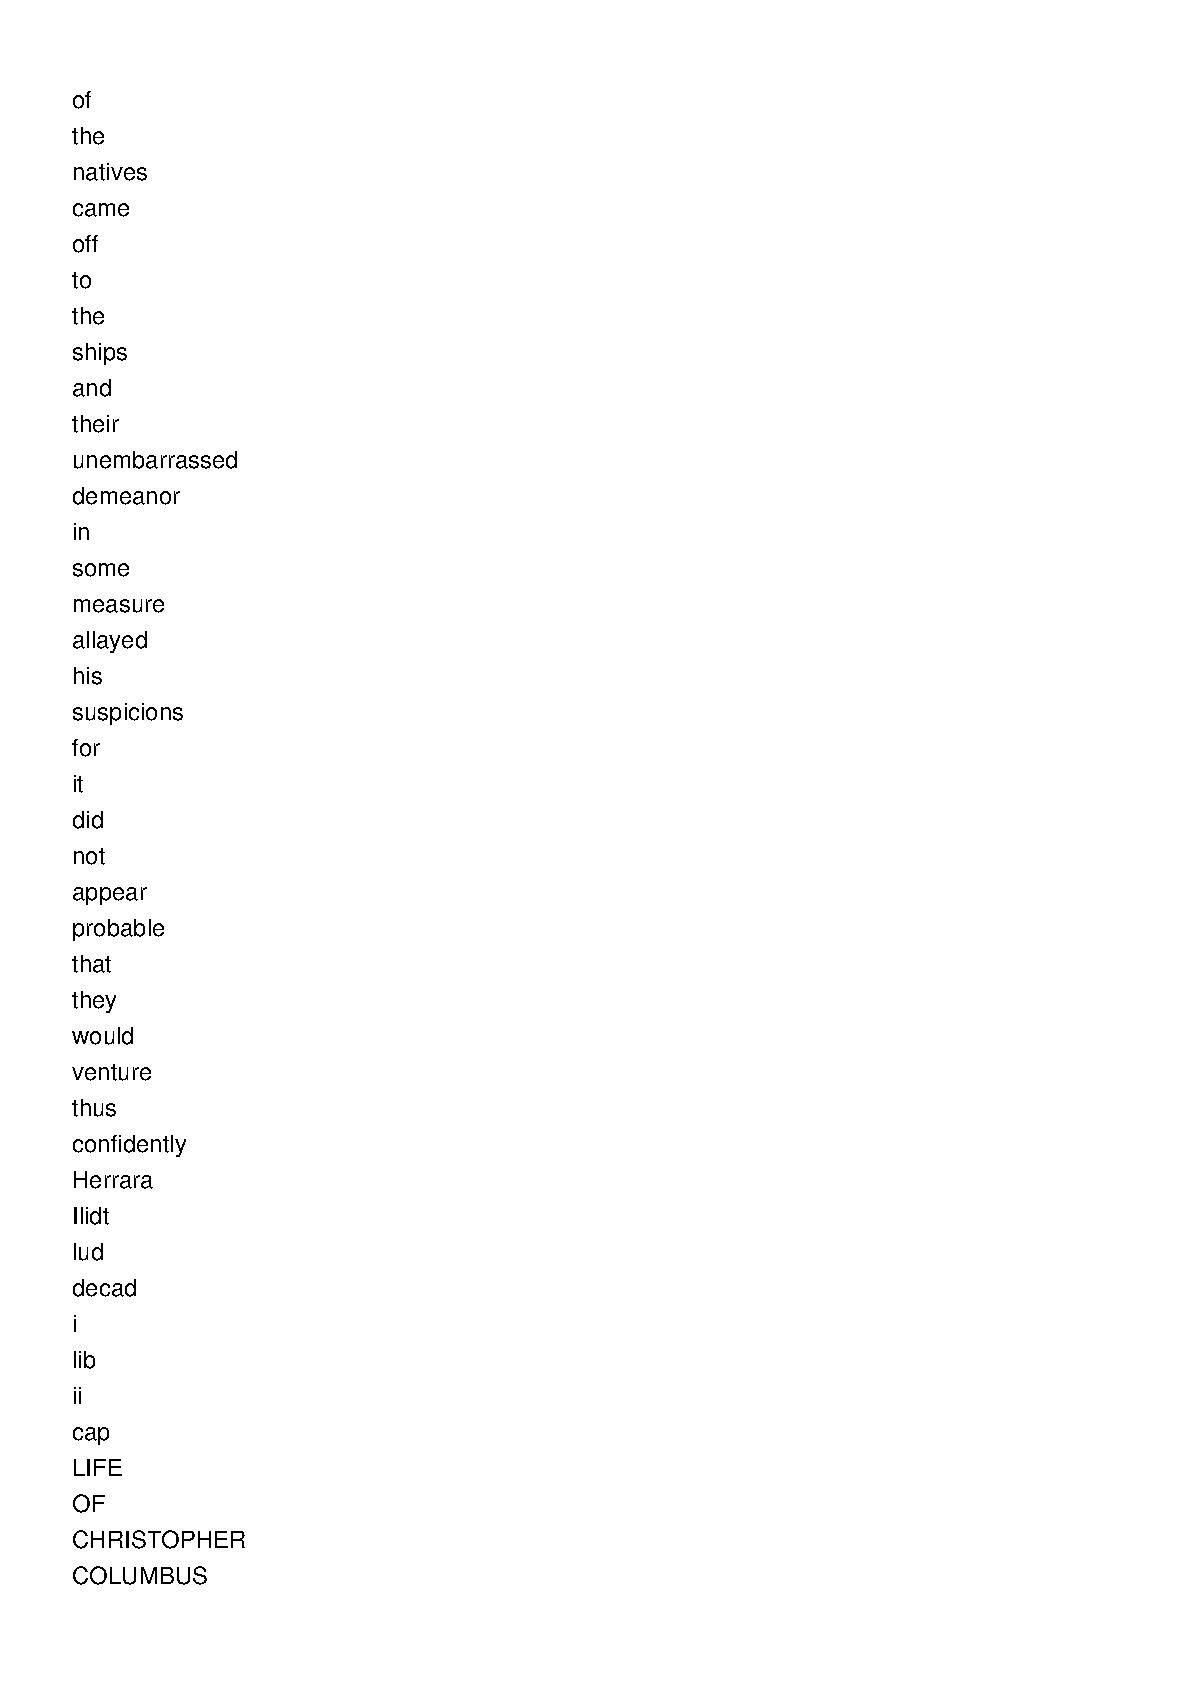 of
the
natives
came
off
to
the
ships
and
their
unembarrassed
demeanor
in
some
measure
allayed
his
suspicions
for
it
did
not
appear
probable
that
they
would
venture
thus
confidently
Herrara
Ilidt
lud
decad
i
lib
ii
cap
LIFE
OF
CHRISTOPHER
COLUMBUS